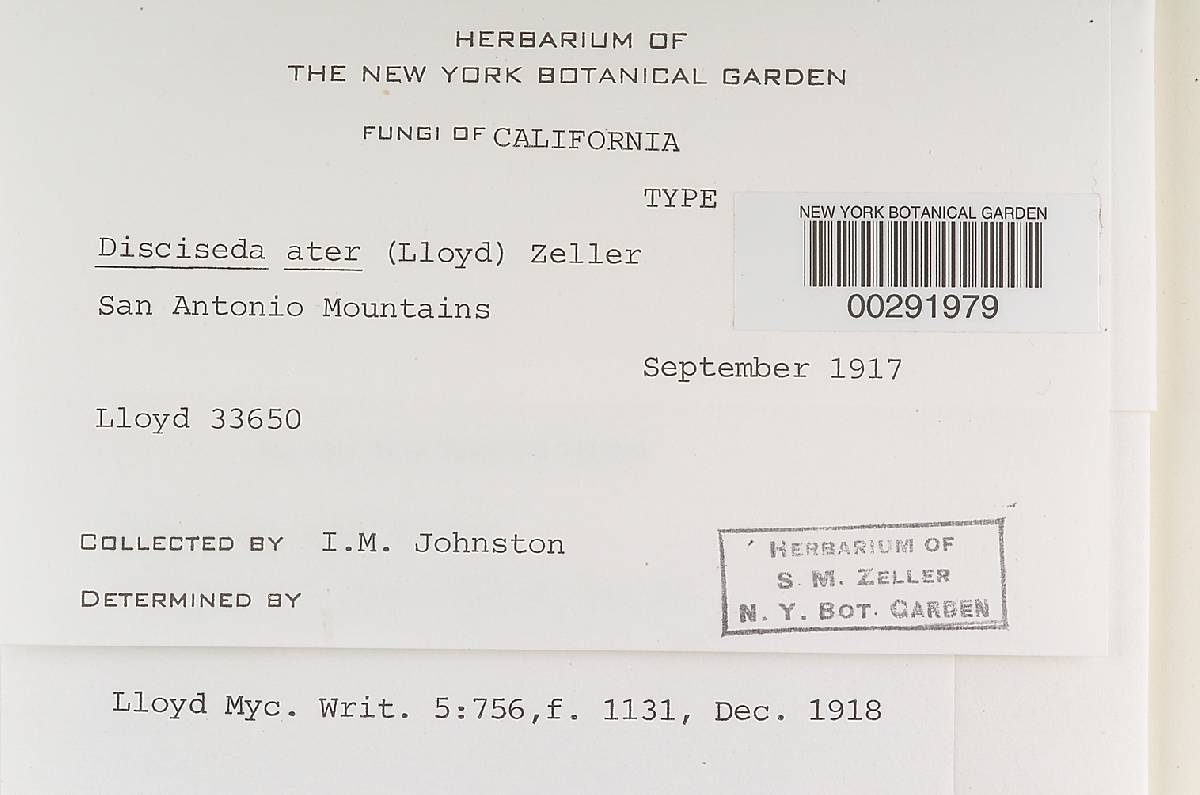 HERBARIUM OF
THE NEW YORK BOTANICAL GARDEN
FUNGI OF CALIFORNIA
TYPE
NEW YORK BOTANICAL GARDEN
00291979
Disciseda ater (Lloyd) Zeller
San Antonio Mountains
September 1917
Lloyd 33650
COLLECTED BY I.M. Johnston
DETERMINED BY
HERBARIUM OF
S. M. ZELLER
N. Y. BOT. GARDEN
Lloyd Myc. Writ. 5:756,f. 1131, Dec. 1918